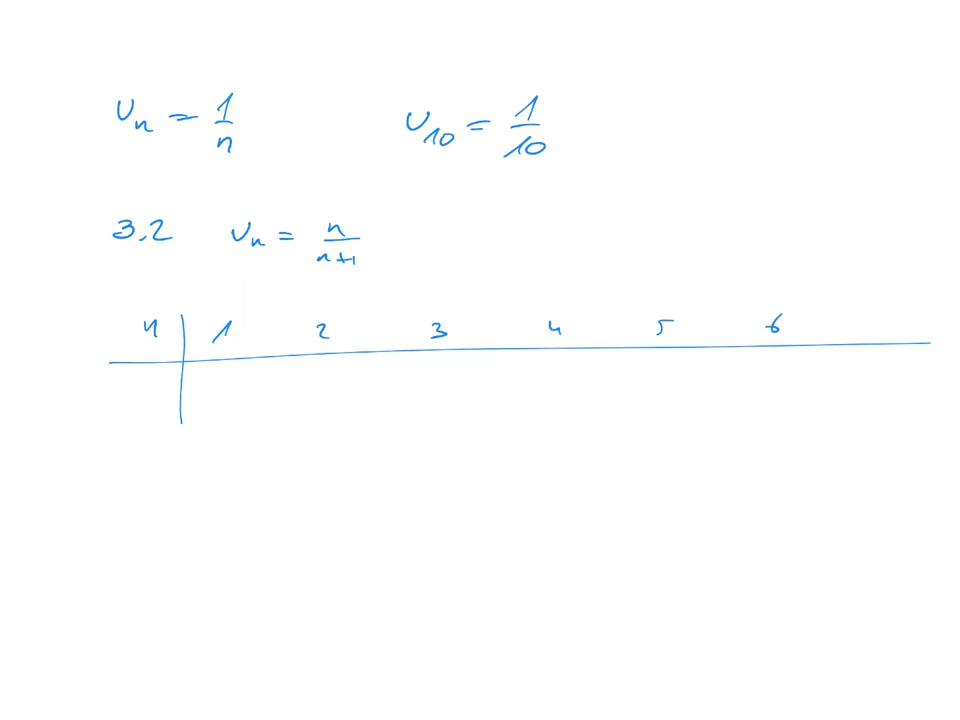 Un = 1/n U10 = 1/10
3.2 Un = n/n+1
n 1 2 3 4 5 6